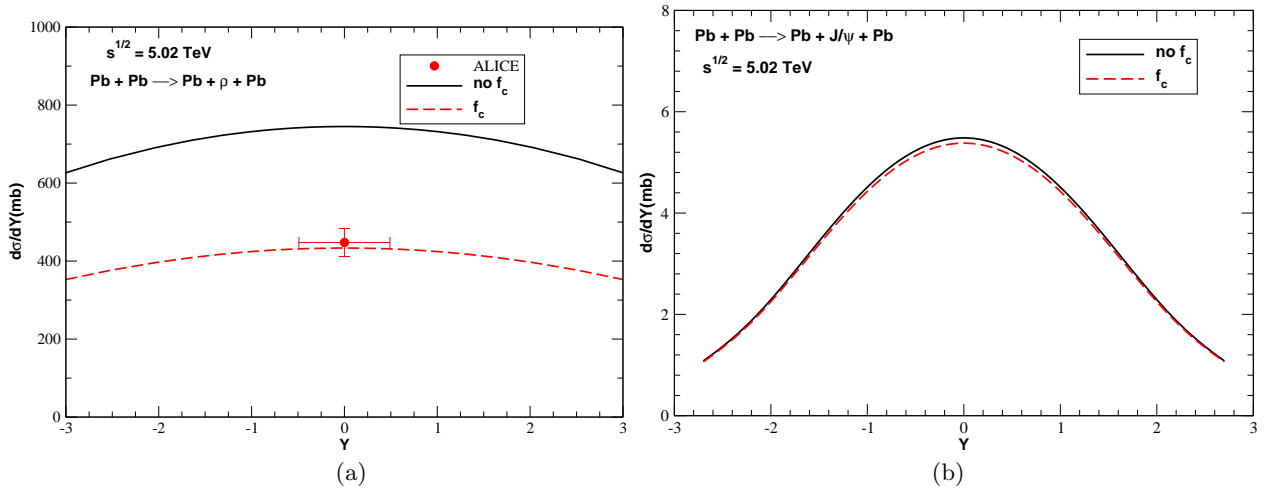 1000
800
600
400
200
0
-3 -2 -1 0 1 2 3
Y
dσ/dY(mb)
s^1/2 = 5.02 TeV
Pb + Pb —> Pb + ρ + Pb
ALICE
no f_c
f_c
(a)
8
6
4
2
0
-3 -2 -1 0 1 2 3
Y
dσ/dY(mb)
Pb + Pb —> Pb + J/ψ + Pb
s^1/2 = 5.02 TeV
no f_c
f_c
(b)